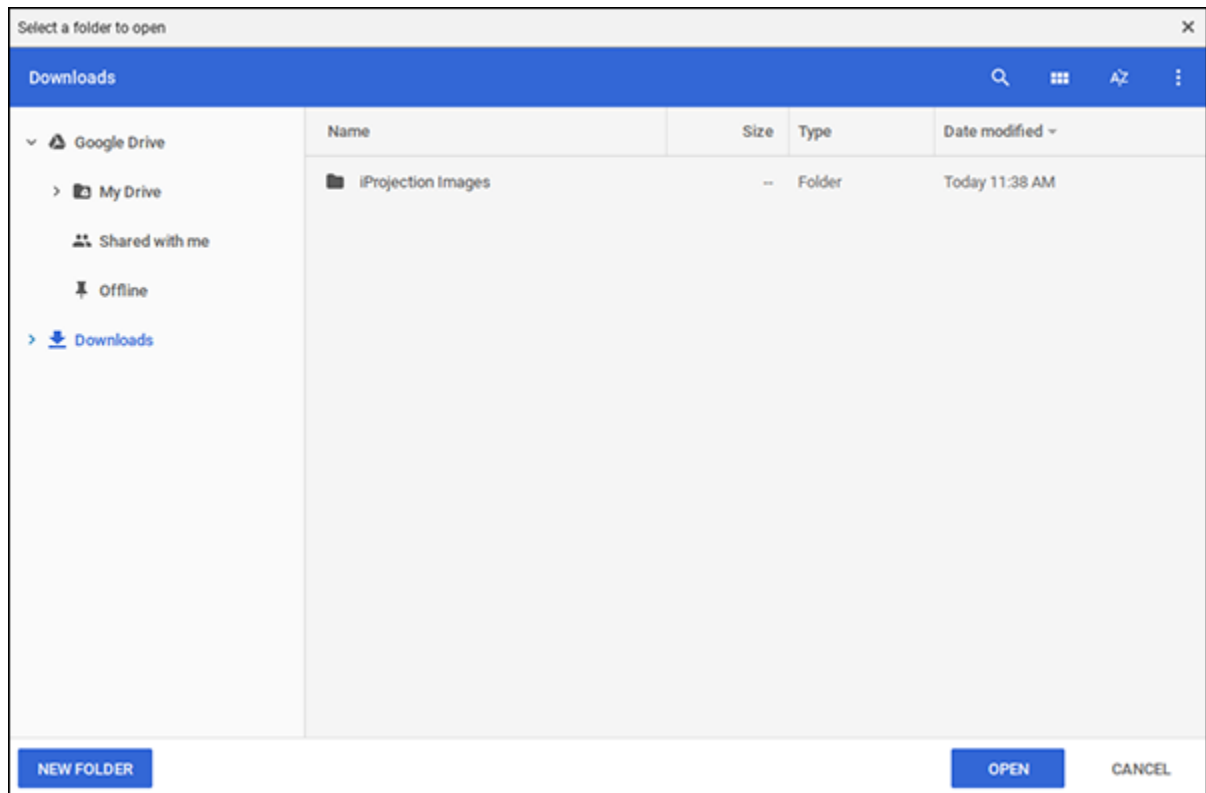 Select a folder to open
Downloads
AZ
Google Drive
My Drive
Shared with me
Offline
Downloads
Name Size Type Date modified
iProjection Images -- Folder Today 11:38 AM
NEW FOLDER OPEN CANCEL